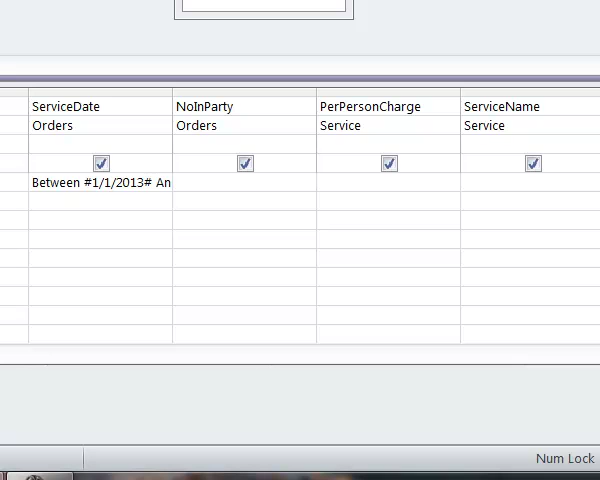 ServiceDate NoInParty PerPersonCharge ServiceName
Orders Orders Service Service
Between #1/1/2013# An
Num Lock